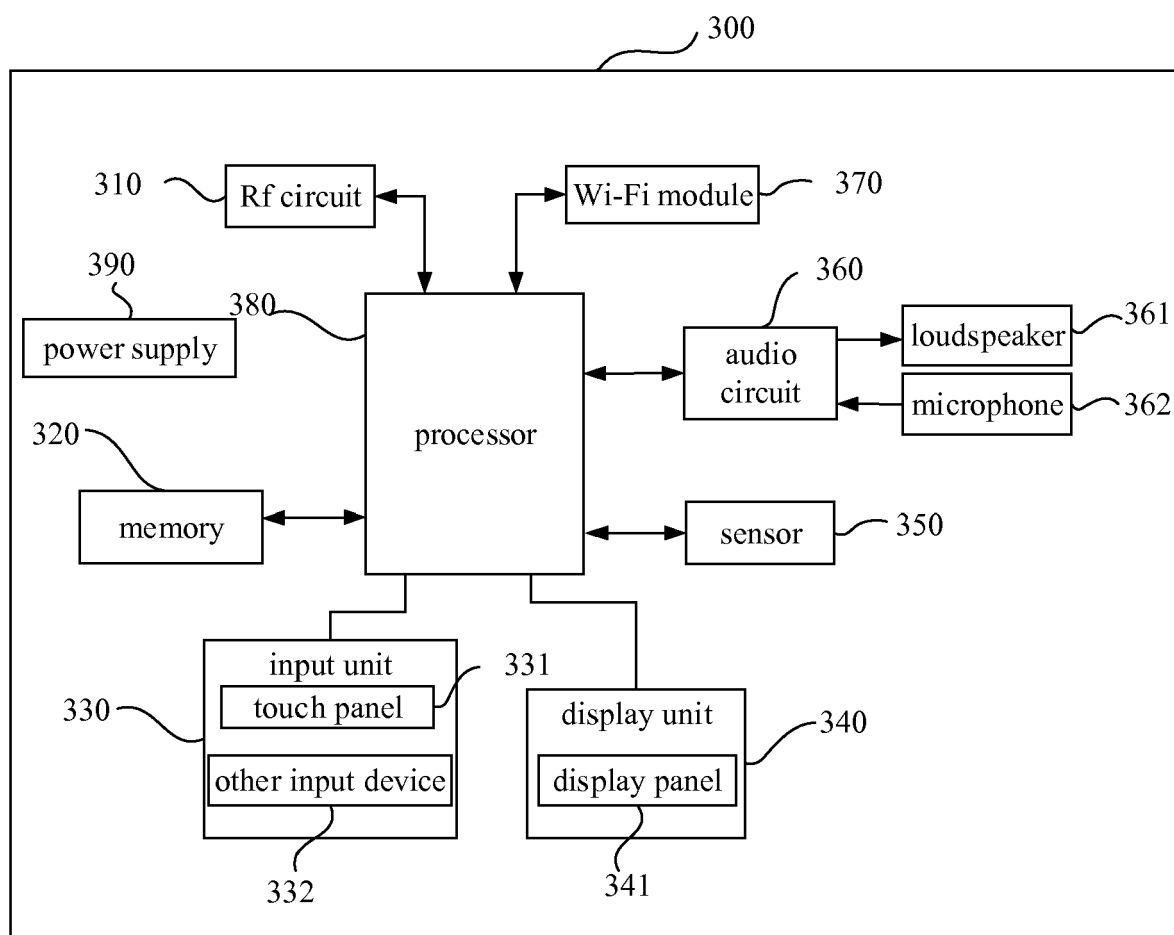 300
310
Rf circuit
Wi-Fi module
370
390
power supply
380
processor
360
audio
circuit
loudspeaker
361
microphone
362
320
memory
sensor
350
330
input unit
331
touch panel
other input device
332
display unit
340
display panel
341